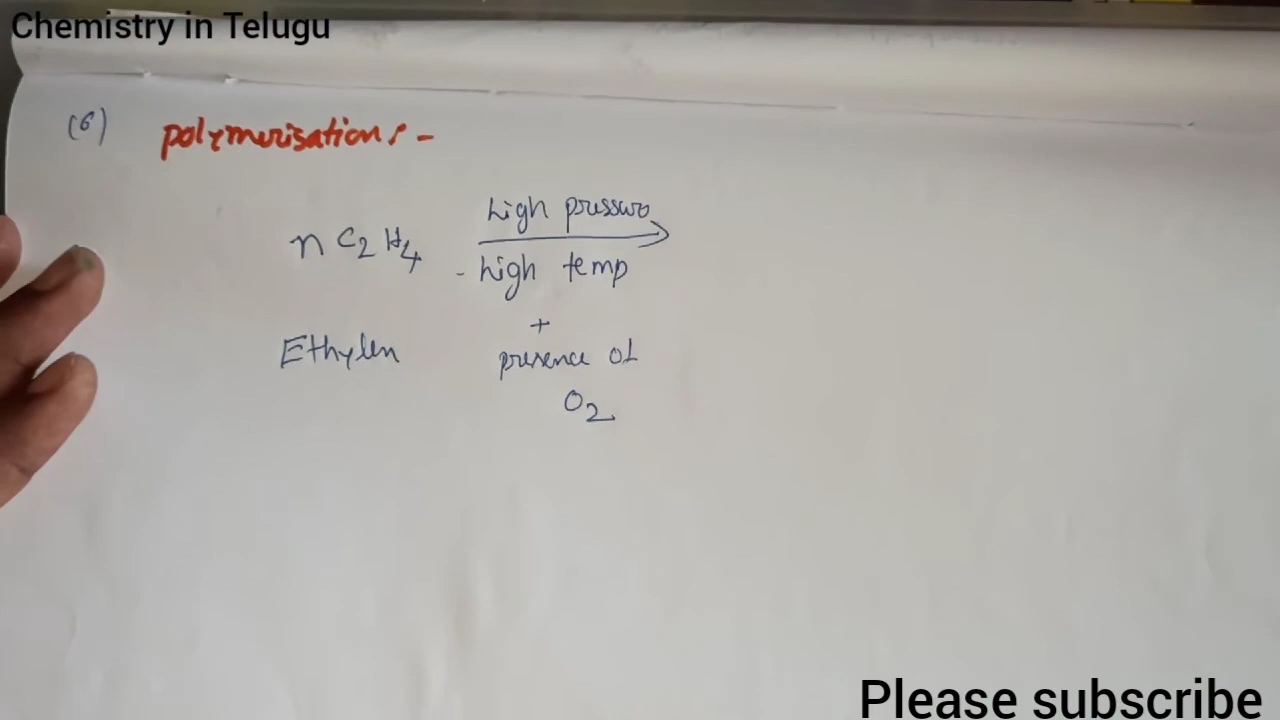 Chemistry in Telugu
(6) polymerisation: -
high pressure
n C2 H4
- high temp
+
Ethylen presence of
O2
Please subscribe